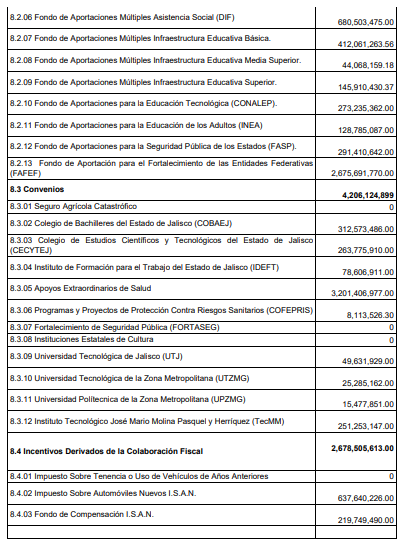 8.2.06 Fondo de Aportaciones Múltiples Asistencia Social (DIF) 680,503,475.00
8.2.07 Fondo de Aportaciones Múltiples Infraestructura Educativa Básica. 412,061,263.56
8.2.08 Fondo de Aportaciones Múltiples Infraestructura Educativa Media Superior. 44,068,159.18
8.2.09 Fondo de Aportaciones Múltiples Infraestructura Educativa Superior. 145,910,430.37
8.2.10 Fondo de Aportaciones para la Educación Tecnológica (CONALEP). 273,235,362.00
8.2.11 Fondo de Aportaciones para la Educación de los Adultos (INEA) 128,785,087.00
8.2.12 Fondo de Aportaciones para la Seguridad Pública de los Estados (FASP). 291,410,642.00
8.2.13 Fondo de Aportación para el Fortalecimiento de las Entidades Federativas
(FAFEF) 2,675,691,770.00
8.3 Convenios 4,206,124,899
8.3.01 Seguro Agrícola Catastrófico 0
8.3.02 Colegio de Bachilleres del Estado de Jalisco (COBAEJ) 312,573,486.00
8.3.03 Colegio de Estudios Científicos y Tecnológicos del Estado de Jalisco
(CECYTEJ) 263,775,910.00
8.3.04 Instituto de Formación para el Trabajo del Estado de Jalisco (IDEFT) 78,606,911.00
8.3.05 Apoyos Extraordinarios de Salud 3,201,406,977.00
8.3.06 Programas y Proyectos de Protección Contra Riesgos Sanitarios (COFEPRIS) 8,113,526.30
8.3.07 Fortalecimiento de Seguridad Pública (FORTASEG) 0
8.3.08 Instituciones Estatales de Cultura 0
8.3.09 Universidad Tecnológica de Jalisco (UTJ) 49,631,929.00
8.3.10 Universidad Tecnológica de la Zona Metropolitana (UTZMG) 25,285,162.00
8.3.11 Universidad Politécnica de la Zona Metropolitana (UPZMG) 15,477,851.00
8.3.12 Instituto Tecnológico José Mario Molina Pasquel y Herríquez (TecMM) 251,253,147.00
8.4 Incentivos Derivados de la Colaboración Fiscal 2,678,505,613.00
8.4.01 Impuesto Sobre Tenencia o Uso de Vehículos de Años Anteriores 0
8.4.02 Impuesto Sobre Automóviles Nuevos I.S.A.N. 637,640,226.00
8.4.03 Fondo de Compensación I.S.A.N. 219,749,490.00